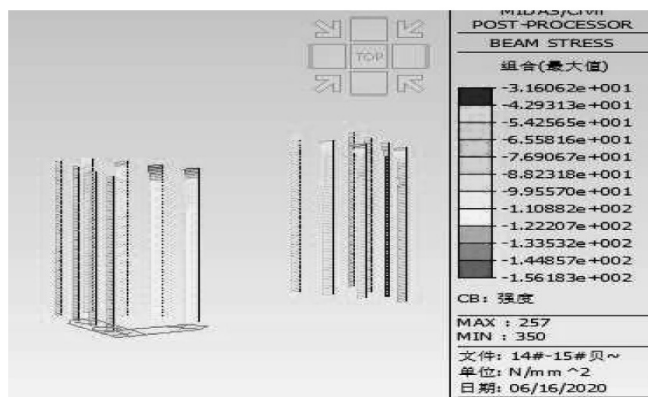 TOP
MIDAS/Civil
POST-PROCESSOR
BEAM STRESS
组合(最大值)
-3.16062e+001
-4.29313e+001
-5.42565e+001
-6.55816e+001
-7.69067e+001
-8.82318e+001
-9.95570e+001
-1.10882e+002
-1.22207e+002
-1.33532e+002
-1.44857e+002
-1.56183e+002
CB: 强度
MAX : 257
MIN : 350
文件: 14#-15#贝~
单位: N/mm^2
日期: 06/16/2020